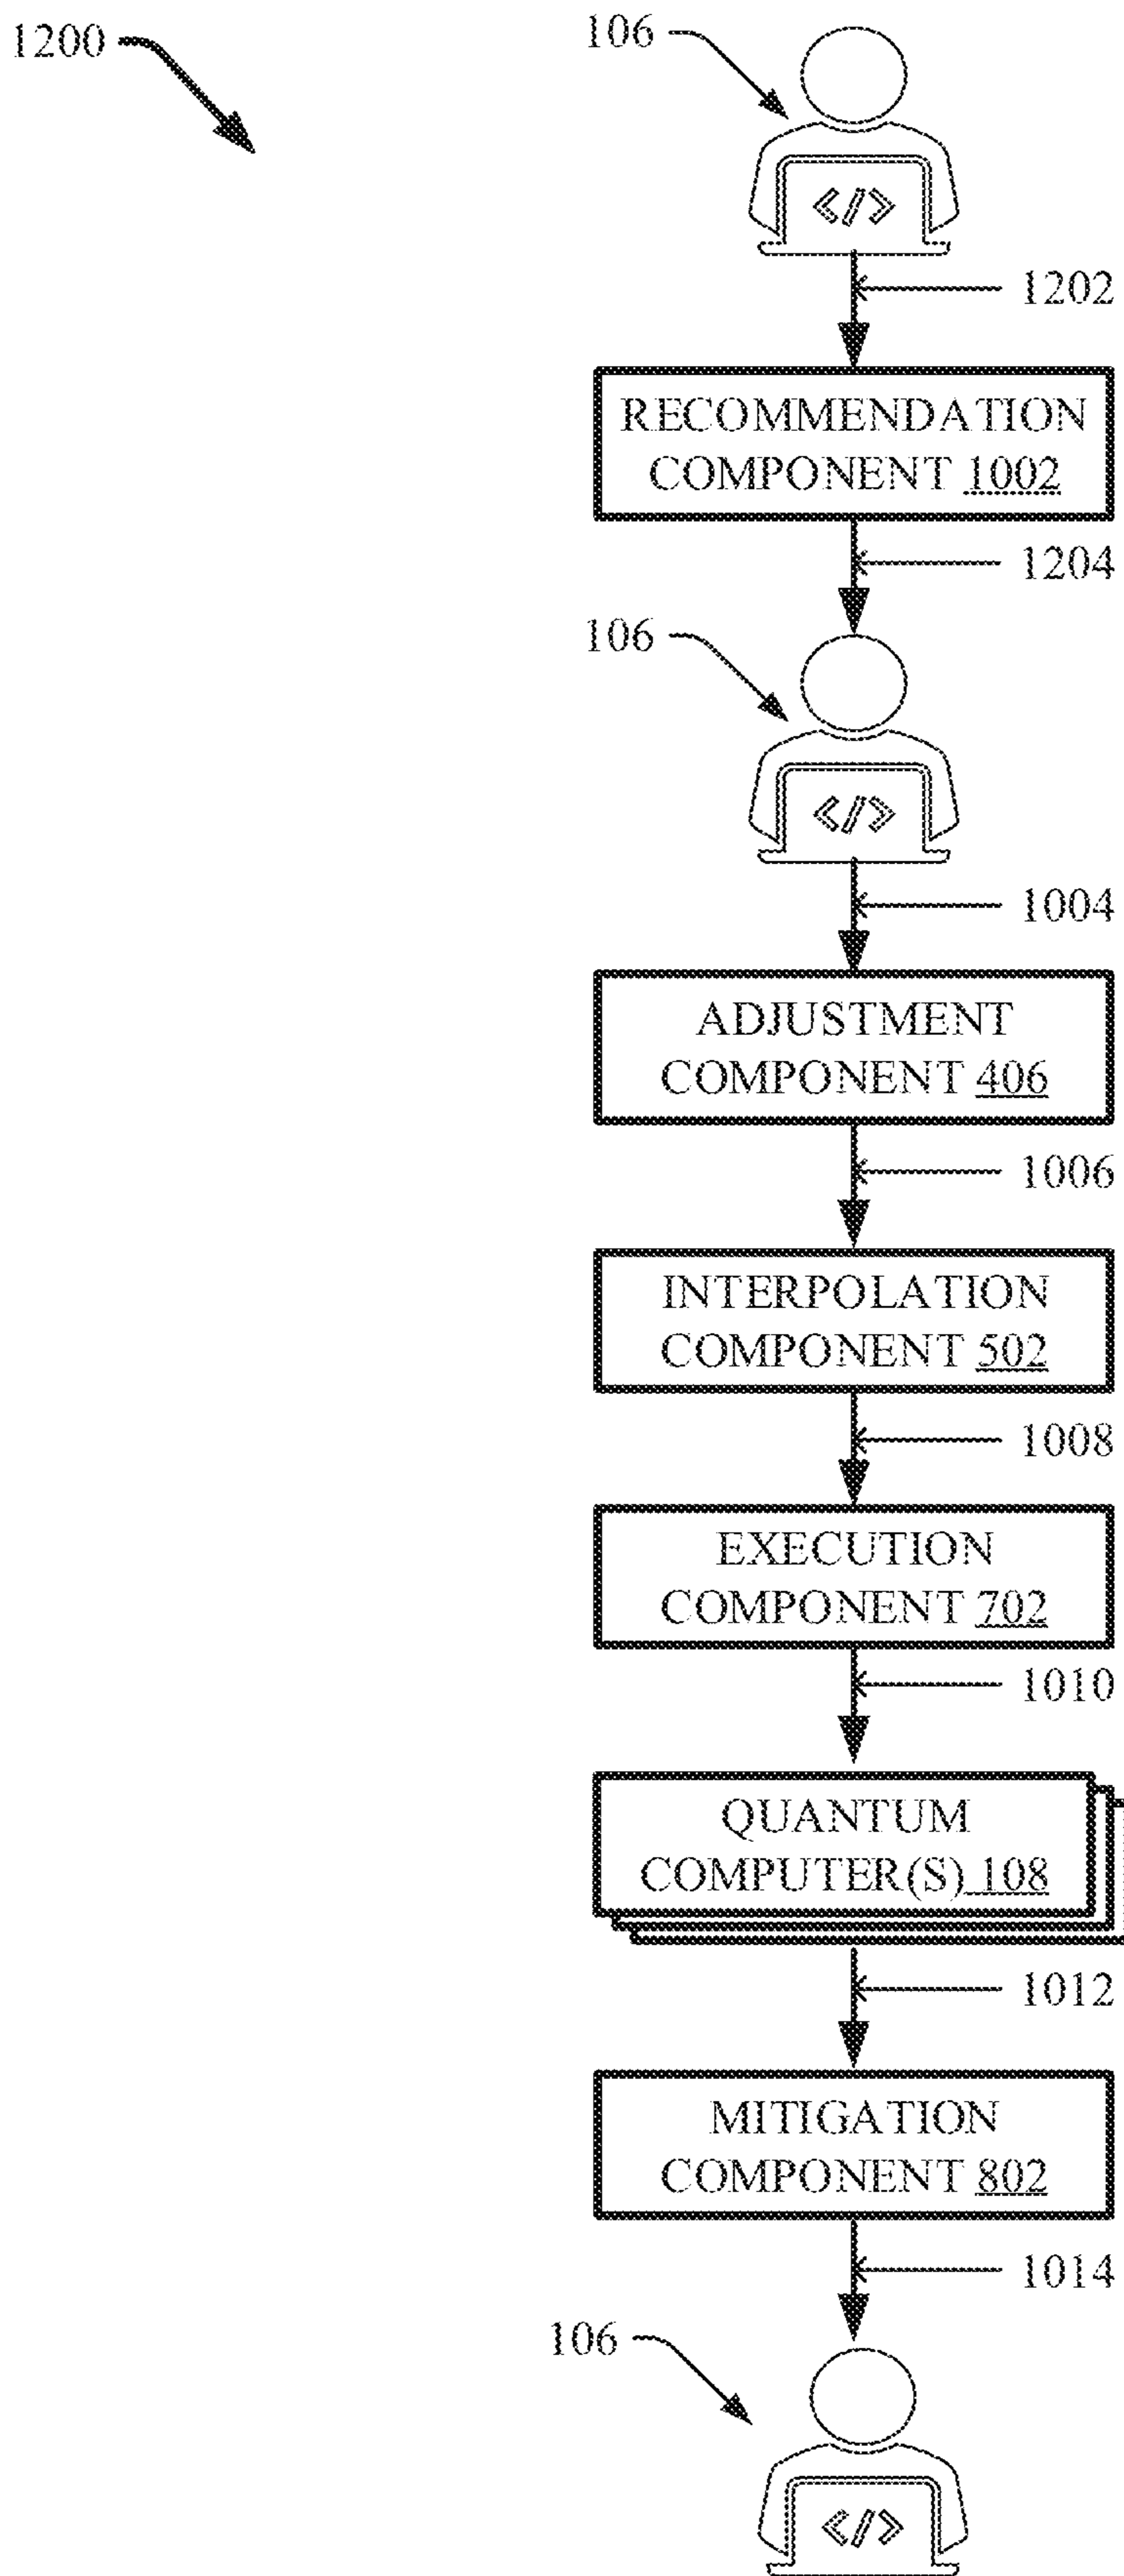 1200
106
</>
1202
RECOMMENDATION
COMPONENT 1002
1204
106
</>
1004
ADJUSTMENT
COMPONENT 406
1006
INTERPOLATION
COMPONENT 502
1008
EXECUTION
COMPONENT 702
1010
QUANTUM
COMPUTER(S) 108
1012
MITIGATION
COMPONENT 802
1014
106
</>